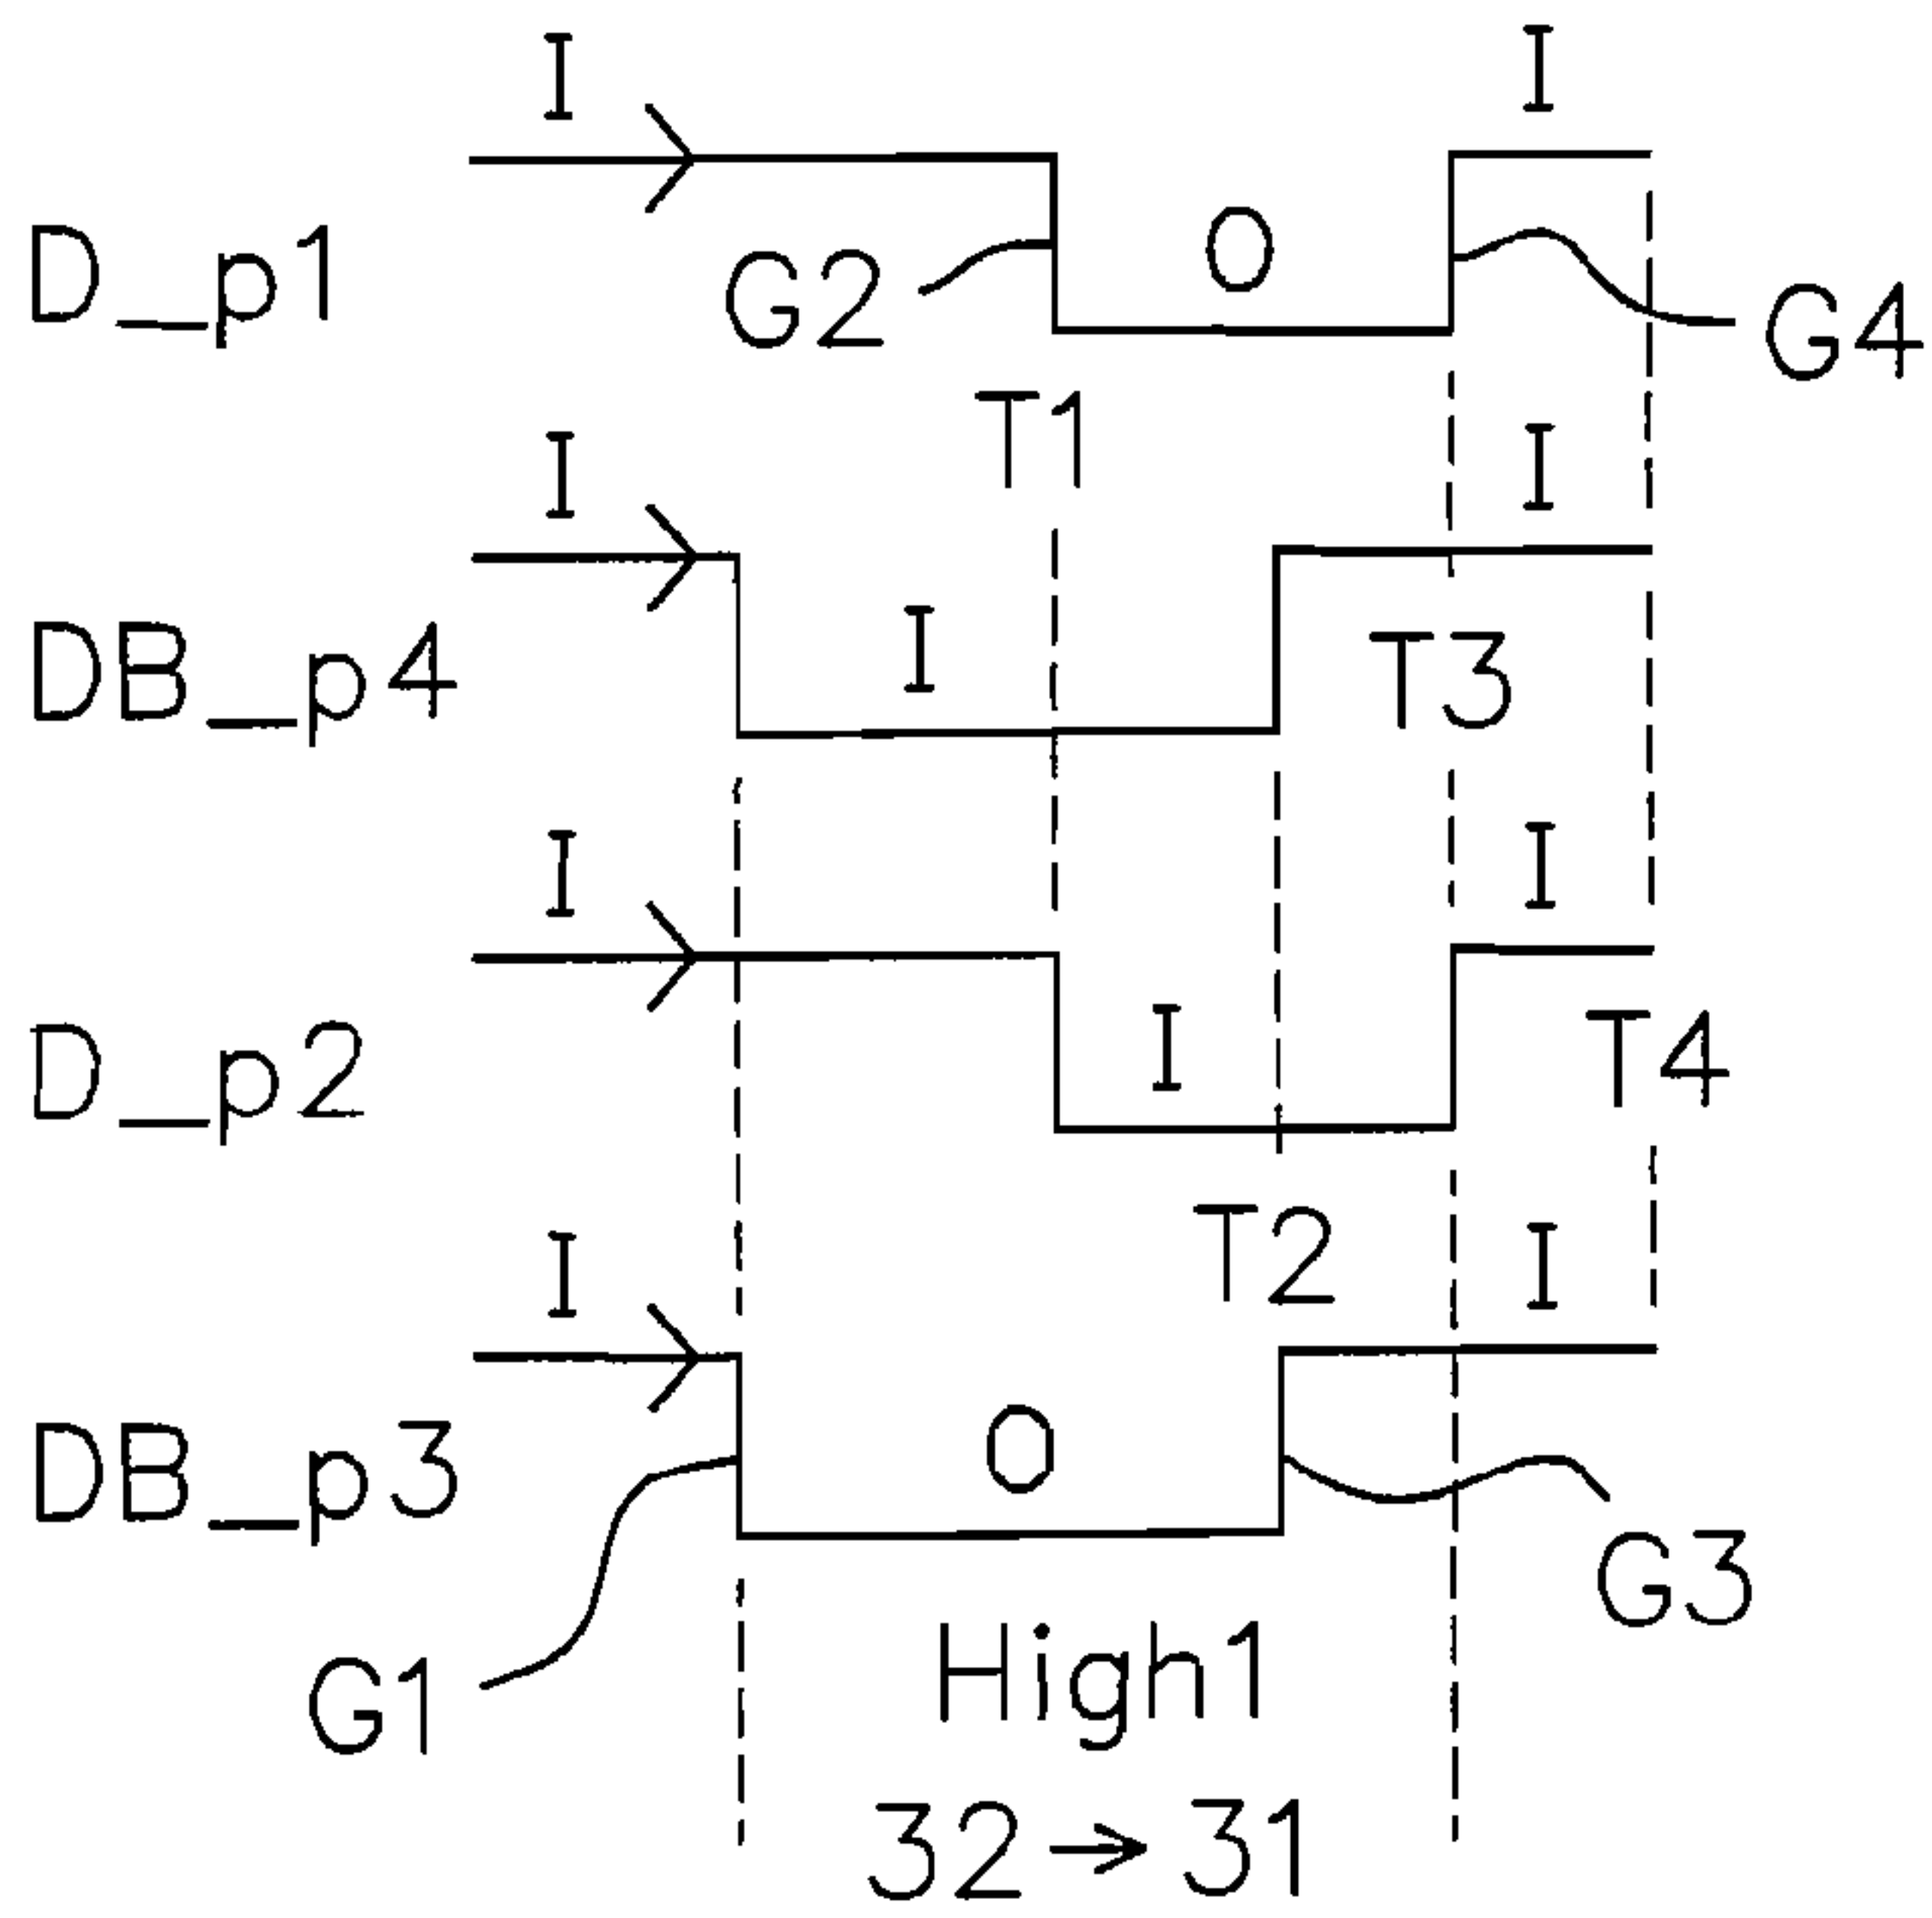 I I
D_p1 G2 O G4
T1
I I
DB_p4 I T3
I I
D_p2 I T4
T2
I I
DB_p3 O G3
G1 High1
32→31